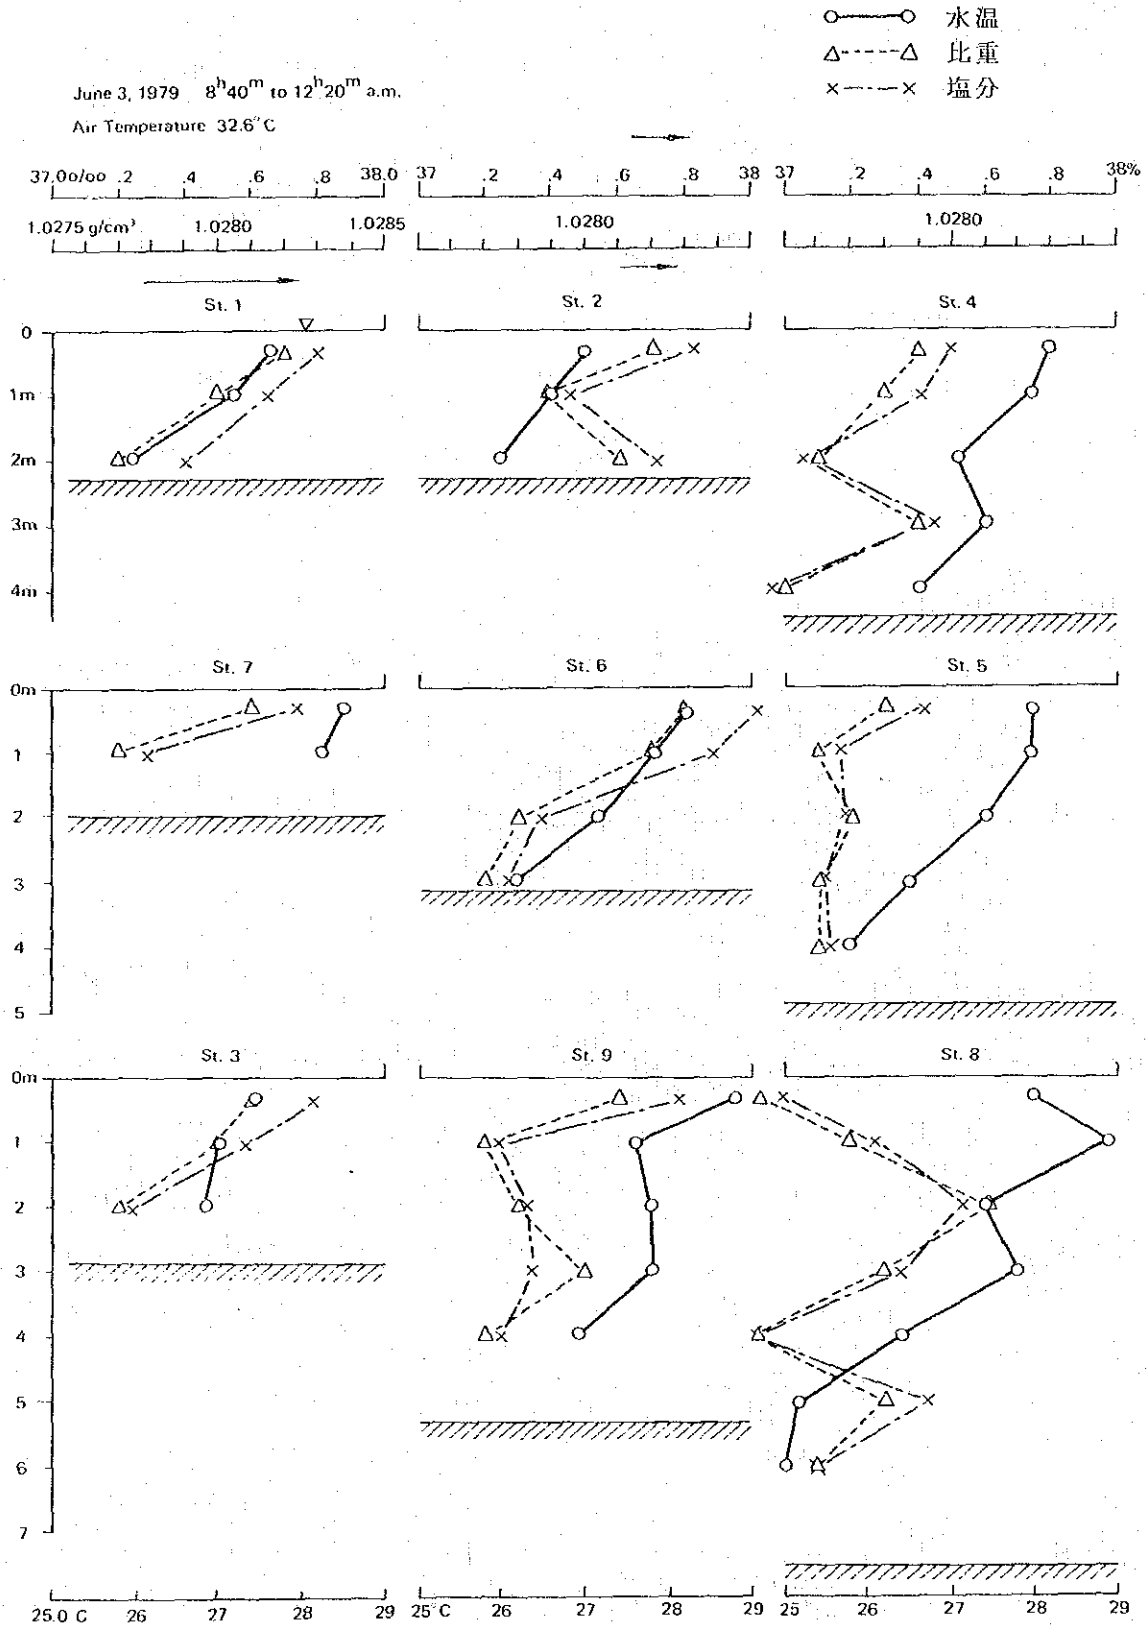 水温
比重
塩分
June 3, 1979 8h40m to 12h20m a.m.
Air Temperature 32.6°C
37.0o/oo .2 .4 .6 .8 38.0 37 .2 .4 .6 .8 38 37 .2 .4 .6 .8 38%
1.0275 g/cm³ 1.0280 1.0285 1.0280 1.0280
St. 1 St. 2 St. 4
0
1m
2m
3m
4m
St. 7 St. 6 St. 5
0m
1
2
3
4
5
St. 3 St. 9 St. 8
0m
1
2
3
4
5
6
7
25.0 C 26 27 28 29 25°C 26 27 28 29 25 26 27 28 29